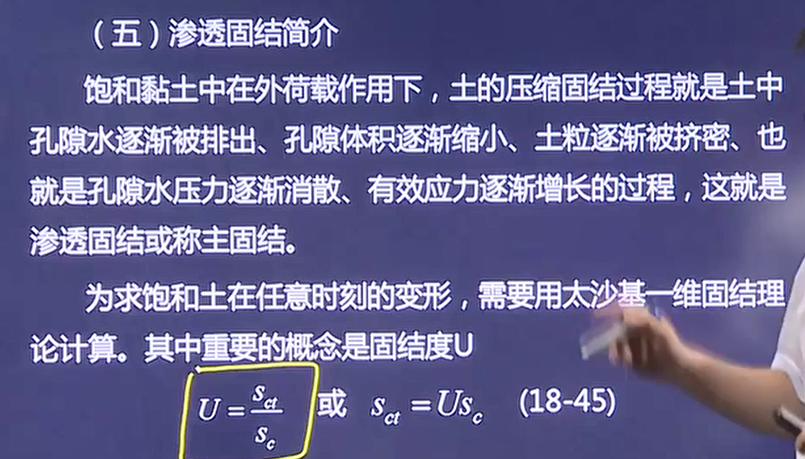 （五）渗透固结简介
饱和黏土中在外荷载作用下，土的压缩固结过程就是土中
孔隙水逐渐被排出、孔隙体积逐渐缩小、土粒逐渐被挤密、也
就是孔隙水压力逐渐消散、有效应力逐渐增长的过程，这就是
渗透固结或称主固结。
为求饱和土在任意时刻的变形，需要用太沙基一维固结理
论计算。其中重要的概念是固结度U
U = s_ct / s_c 或 s_ct = Us_c (18-45)